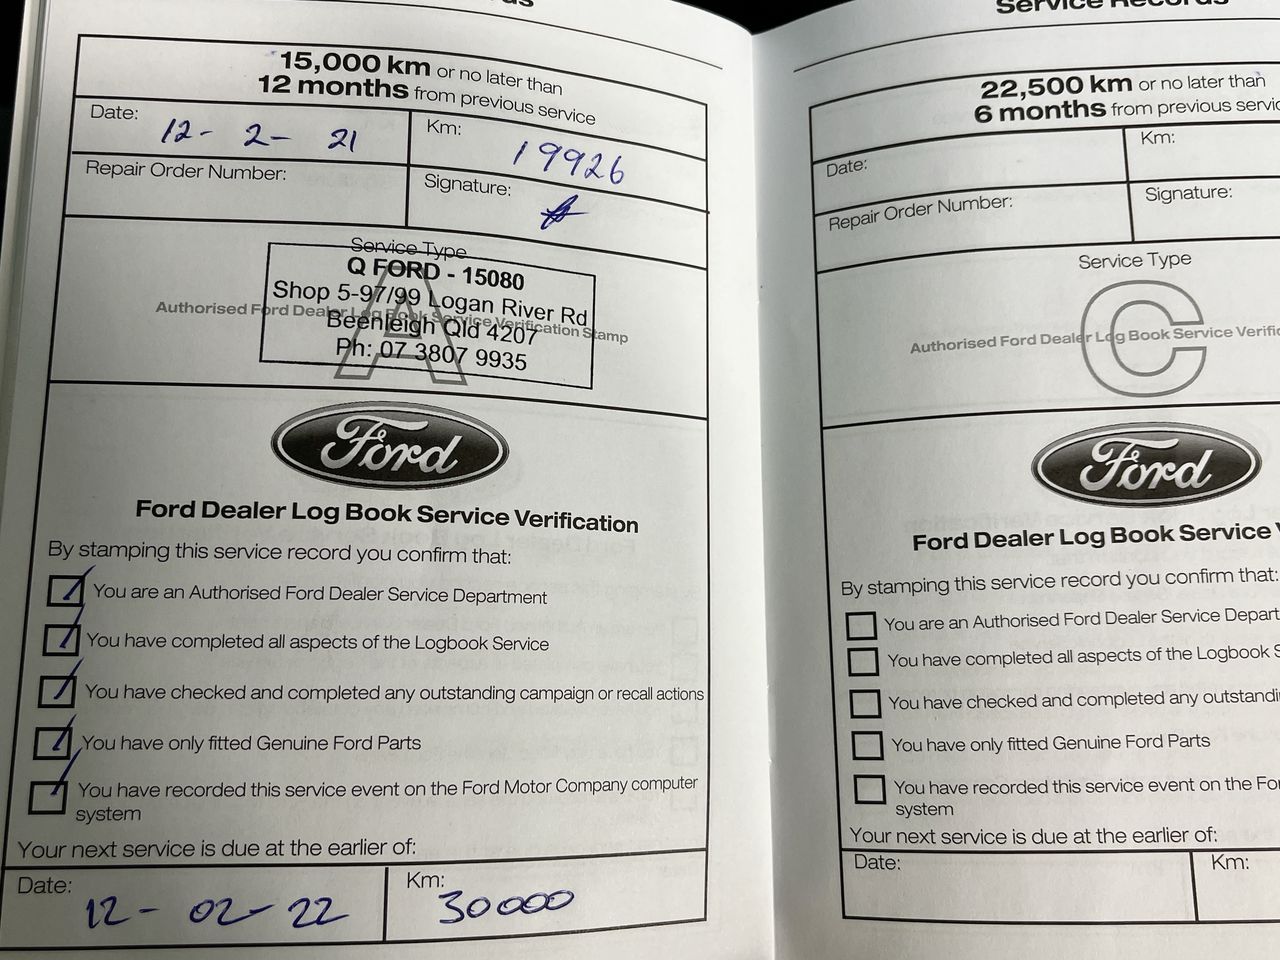 15,000 km or no later than
12 months from previous service
Date: 12- 2- 21
Km: 19926
Repair Order Number:
Signature:
Service Type
A
Authorised Ford Dealer Log Book Service Verification Stamp
Q FORD - 15080
Shop 5-97/99 Logan River Rd
Beenleigh Qld 4207
Ph: 07 3807 9935
Ford
Ford Dealer Log Book Service Verification
By stamping this service record you confirm that:
You are an Authorised Ford Dealer Service Department
You have completed all aspects of the Logbook Service
You have checked and completed any outstanding campaign or recall actions
You have only fitted Genuine Ford Parts
You have recorded this service event on the Ford Motor Company computer
system
Your next service is due at the earlier of:
Date: 12 - 02 - 22
Km: 30000
Service Records
22,500 km or no later than
6 months from previous servic
Date:
Km:
Repair Order Number:
Signature:
Service Type
C
Authorised Ford Dealer Log Book Service Verific
Ford
Ford Dealer Log Book Service V
By stamping this service record you confirm that:
You are an Authorised Ford Dealer Service Depart
You have completed all aspects of the Logbook S
You have checked and completed any outstandi
You have only fitted Genuine Ford Parts
You have recorded this service event on the Fo
system
Your next service is due at the earlier of:
Date:
Km: